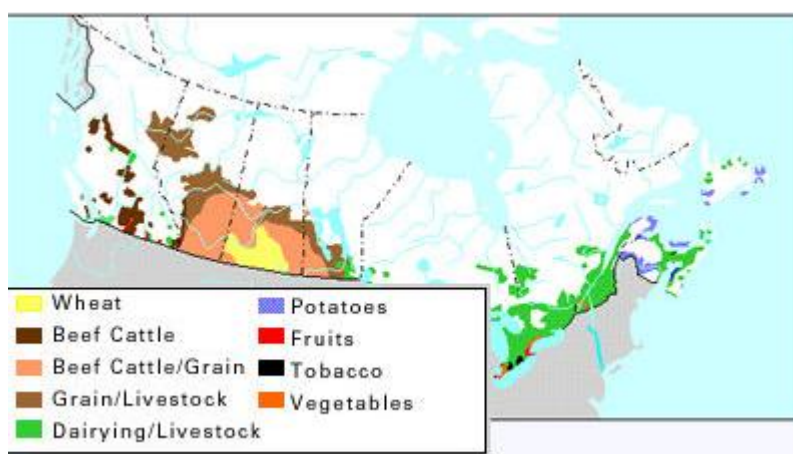 Wheat
Beef Cattle
Beef Cattle/Grain
Grain/Livestock
Dairying/Livestock
Potatoes
Fruits
Tobacco
Vegetables